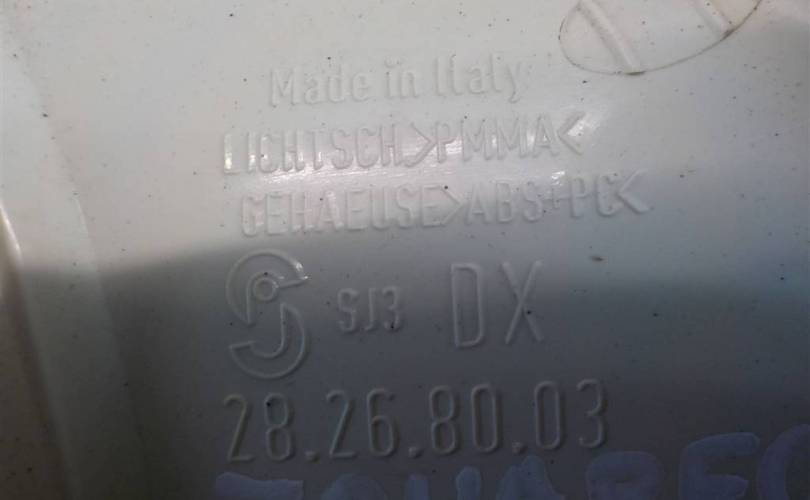 Made in Italy
LICHTSCH>PMMA<
GEHAEUSE>ABS+PC<
SJ3 DX
28.26.80.03